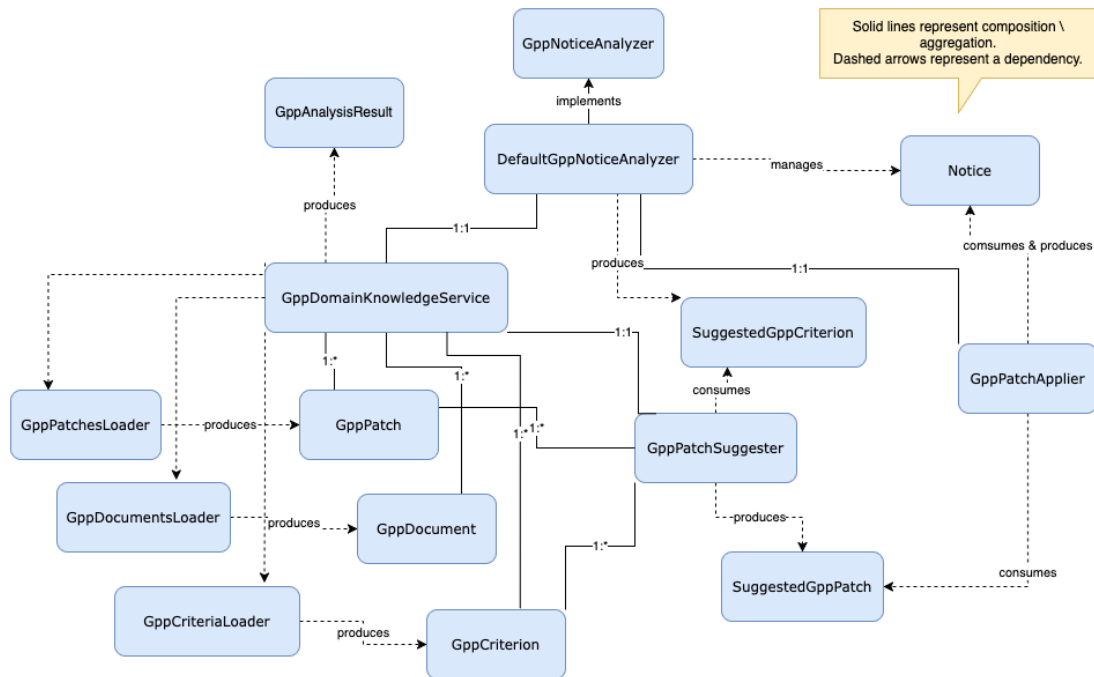 GppNoticeAnalyzer
Solid lines represent composition \
aggregation.
Dashed arrows represent a dependency.
implements
GppAnalysisResult
DefaultGppNoticeAnalyzer
manages
Notice
produces
1:1
comsumes & produces
produces
1:1
GppDomainKnowledgeService
1:1
SuggestedGppCriterion
1:*
1:*
GppPatchApplier
consumes
GppPatchesLoader
produces
GppPatch
1:*
1:*
GppPatchSuggester
GppDocumentsLoader
produces
GppDocument
produces
1:*
SuggestedGppPatch
consumes
GppCriteriaLoader
produces
GppCriterion